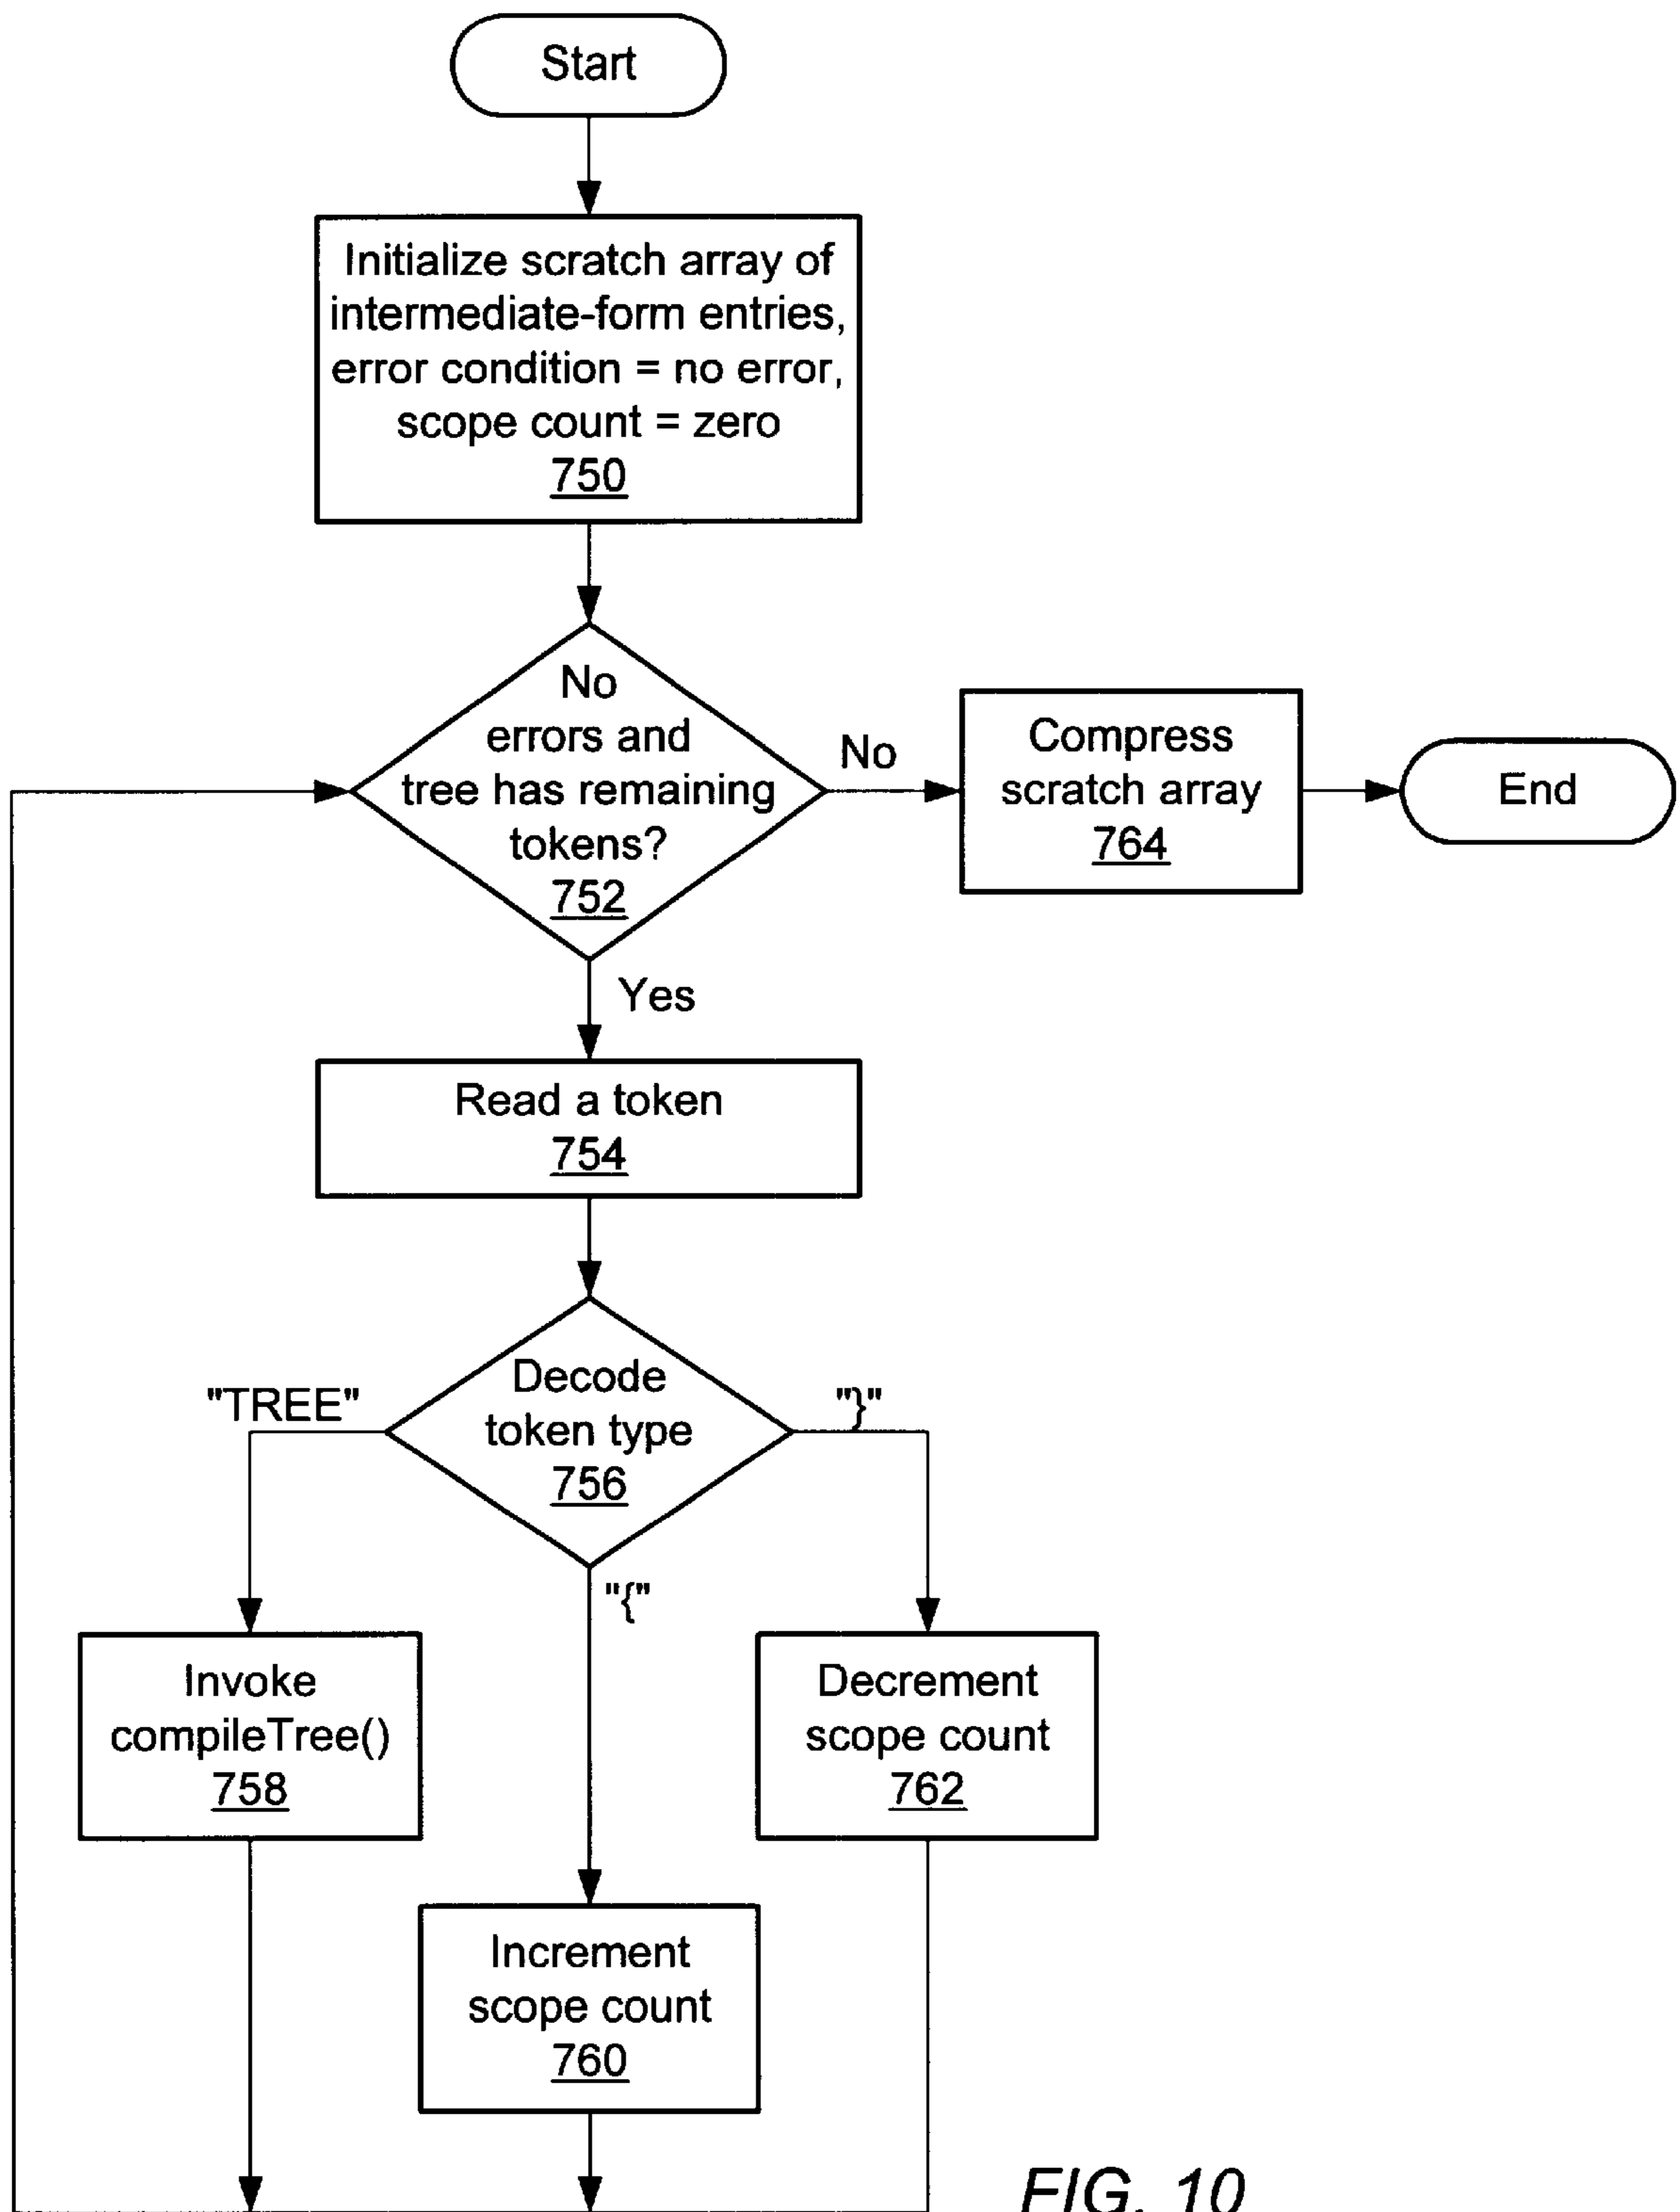 Start
Initialize scratch array of
intermediate-form entries,
error condition = no error,
scope count = zero
750
No
errors and
tree has remaining
tokens?
752
No
Compress
scratch array
764
End
Yes
Read a token
754
Decode
token type
756
"TREE"
"}"
"{"
Invoke
compileTree()
758
Decrement
scope count
762
Increment
scope count
760
FIG. 10